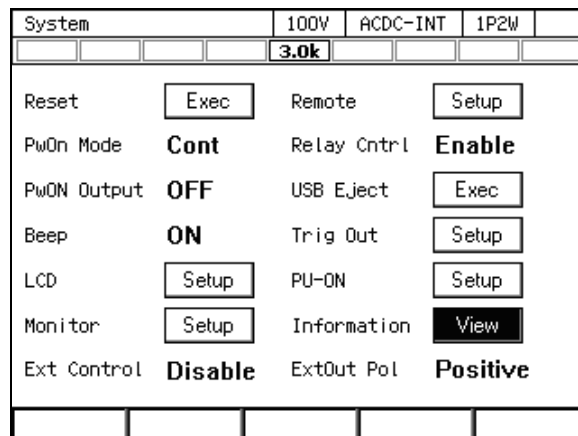 System 100V ACDC-INT 1P2W
3.0k
Reset Exec Remote Setup
PwOn Mode Cont Relay Cntrl Enable
PwON Output OFF USB Eject Exec
Beep ON Trig Out Setup
LCD Setup PU-ON Setup
Monitor Setup Information View
Ext Control Disable ExtOut Pol Positive